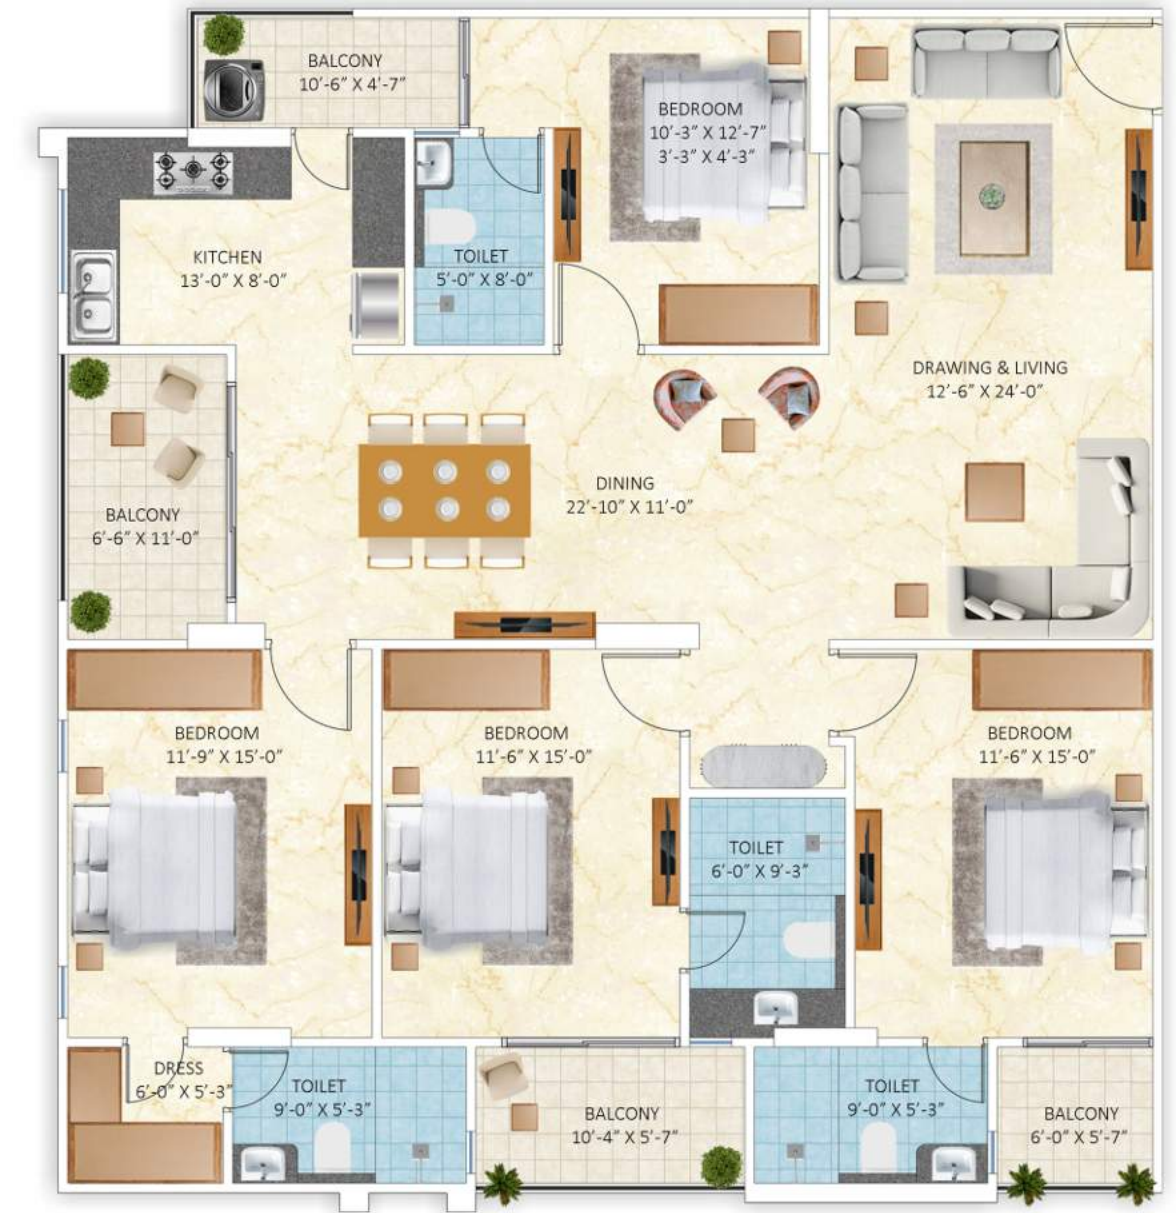 BALCONY
10'-6" X 4'-7"
BEDROOM
10'-3" X 12'-7"
3'-3" X 4'-3"
KITCHEN
13'-0" X 8'-0"
TOILET
5'-0" X 8'-0"
DRAWING & LIVING
12'-6" X 24'-0"
DINING
22'-10" X 11'-0"
BALCONY
6'-6" X 11'-0"
BEDROOM
11'-9" X 15'-0"
BEDROOM
11'-6" X 15'-0"
BEDROOM
11'-6" X 15'-0"
TOILET
6'-0" X 9'-3"
DRESS
6'-0" X 5'-3"
TOILET
9'-0" X 5'-3"
BALCONY
10'-4" X 5'-7"
TOILET
9'-0" X 5'-3"
BALCONY
6'-0" X 5'-7"